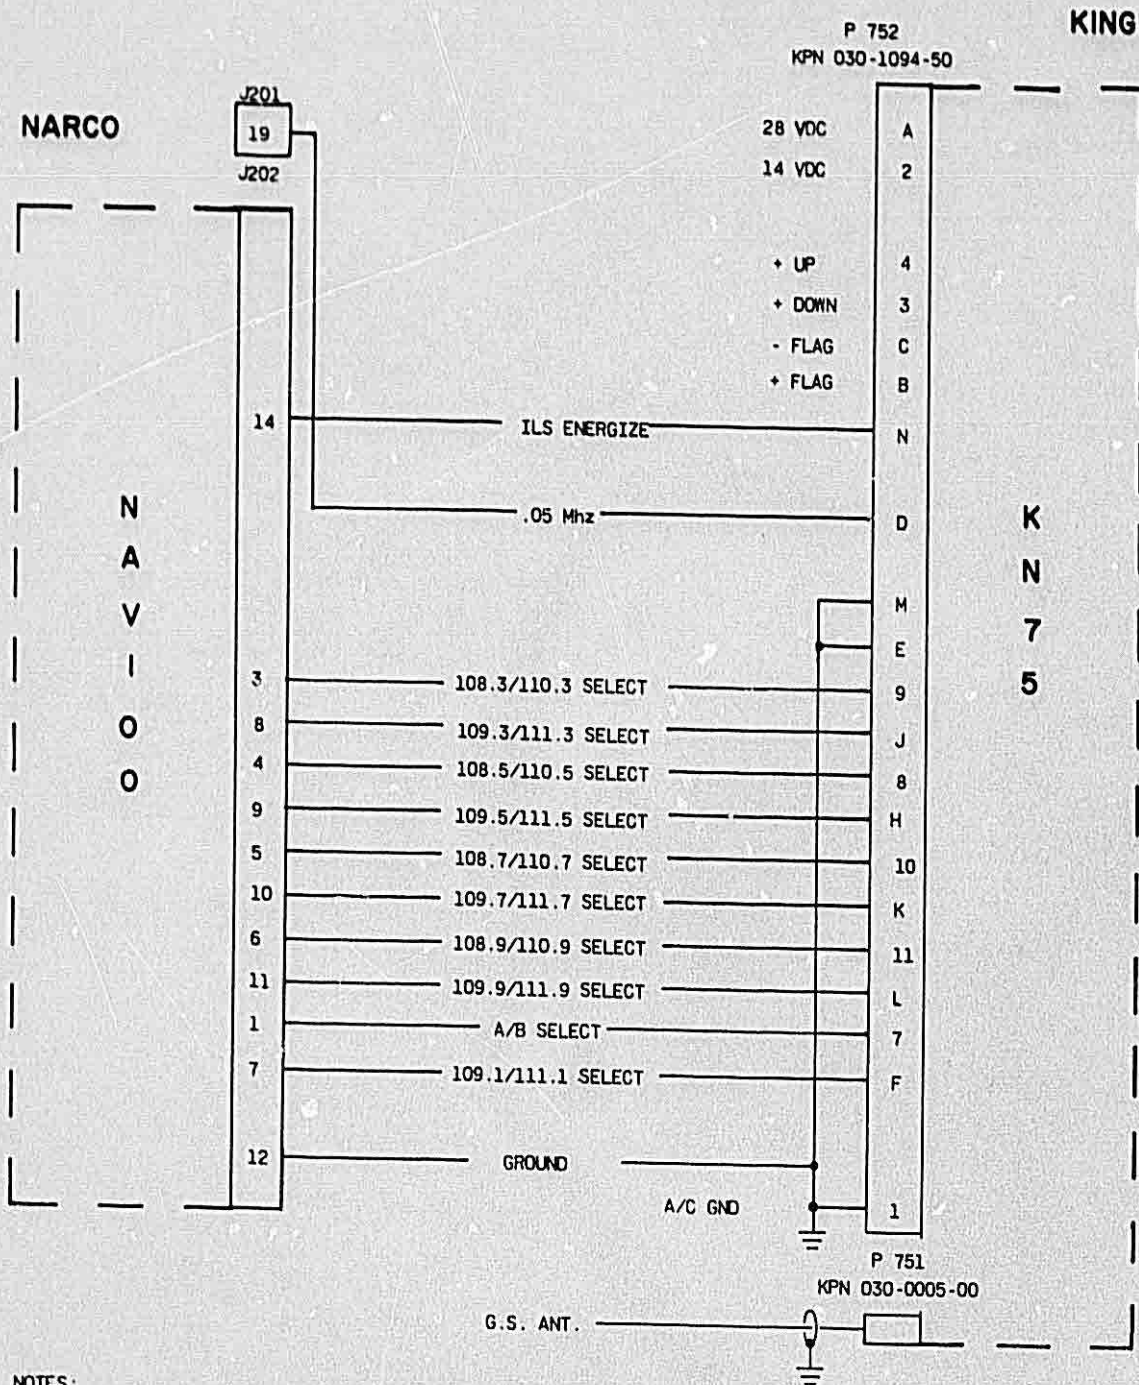 KING
P 752
KPN 030-1094-50
J201
NARCO
19
J202
28 VDC A
14 VDC 2
+ UP 4
+ DOWN 3
- FLAG C
+ FLAG B
14 ILS ENERGIZE N
.05 Mhz D
NAV100
KN75
M
E
3 108.3/110.3 SELECT 9
8 109.3/111.3 SELECT J
4 108.5/110.5 SELECT 8
9 109.5/111.5 SELECT H
5 108.7/110.7 SELECT 10
10 109.7/111.7 SELECT K
6 108.9/110.9 SELECT 11
11 109.9/111.9 SELECT L
1 A/B SELECT 7
7 109.1/111.1 SELECT F
12 GROUND
A/C GND 1
P 751
KPN 030-0005-00
G.S. ANT.
NOTES: